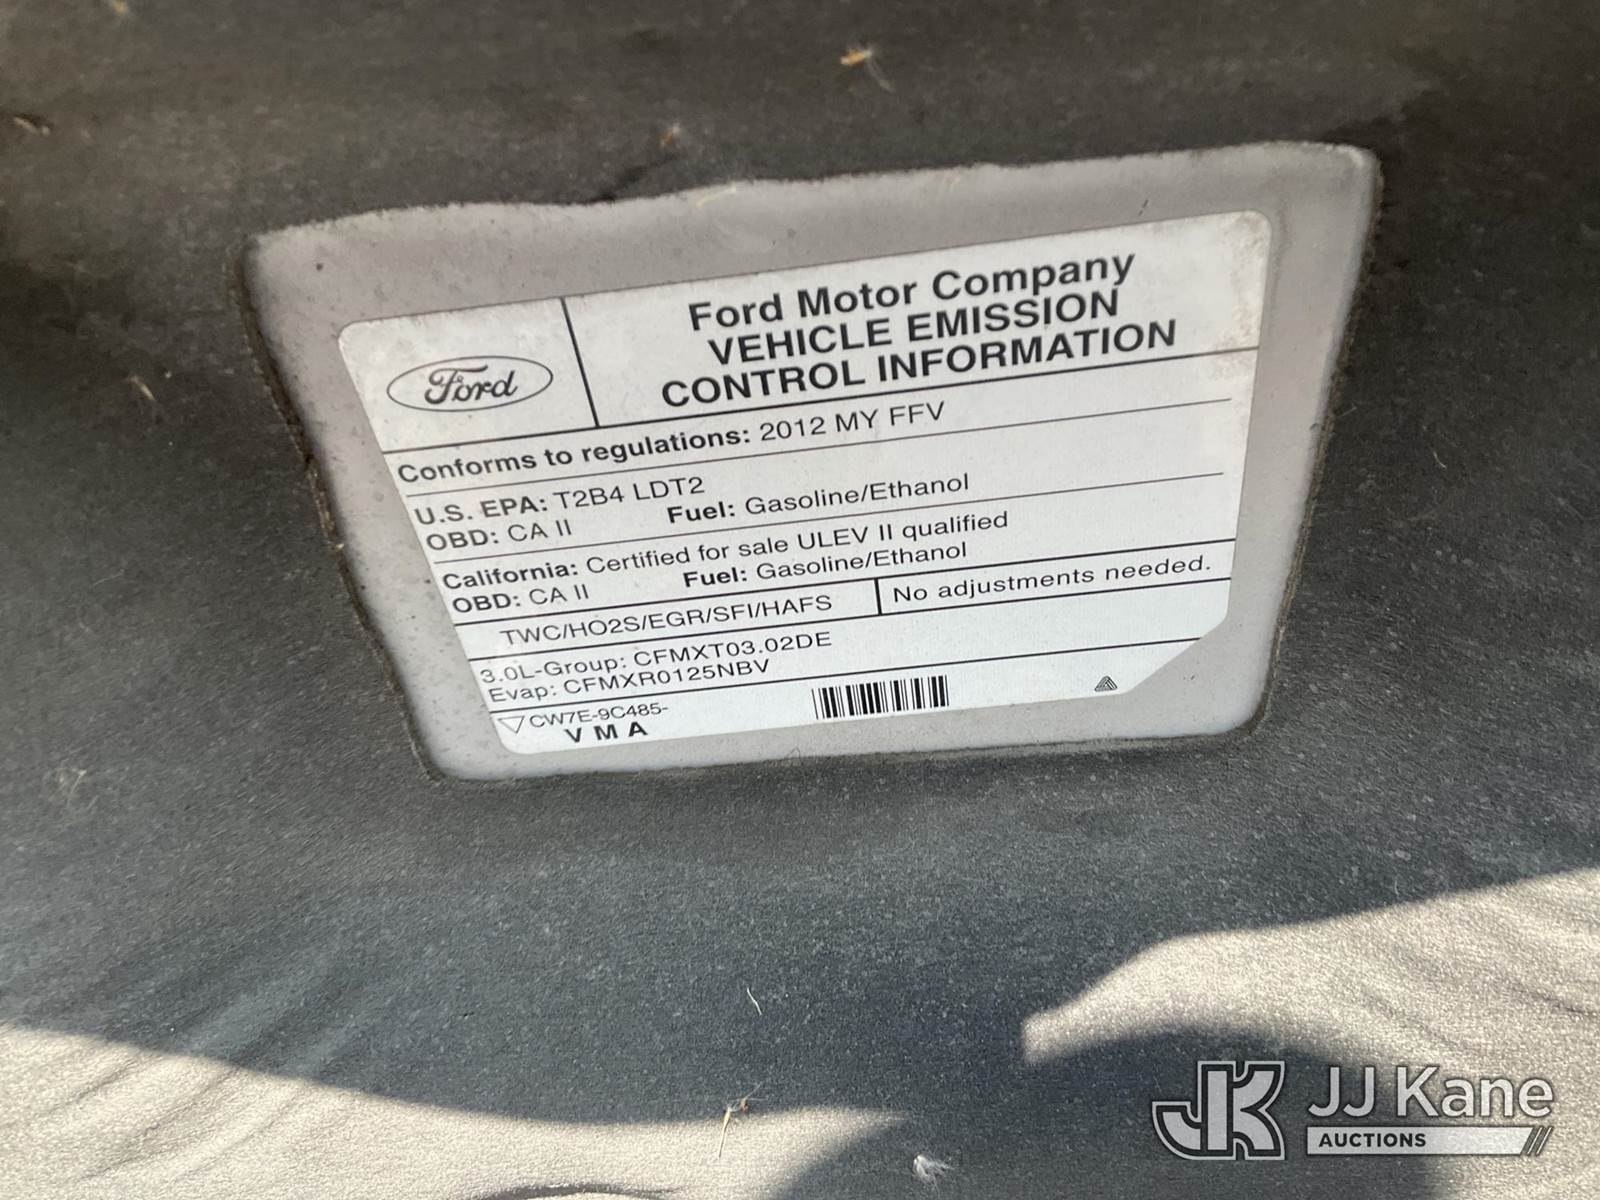 Ford
Ford Motor Company
VEHICLE EMISSION
CONTROL INFORMATION
Conforms to regulations: 2012 MY FFV
U.S. EPA: T2B4 LDT2
OBD: CA II Fuel: Gasoline/Ethanol
California: Certified for sale ULEV II qualified
OBD: CA II Fuel: Gasoline/Ethanol
TWC/HO2S/EGR/SFI/HAFS No adjustments needed.
3.0L-Group: CFMXT03.02DE
Evap: CFMXR0125NBV
CW7E-9C485-
V M A
JK JJ Kane
AUCTIONS